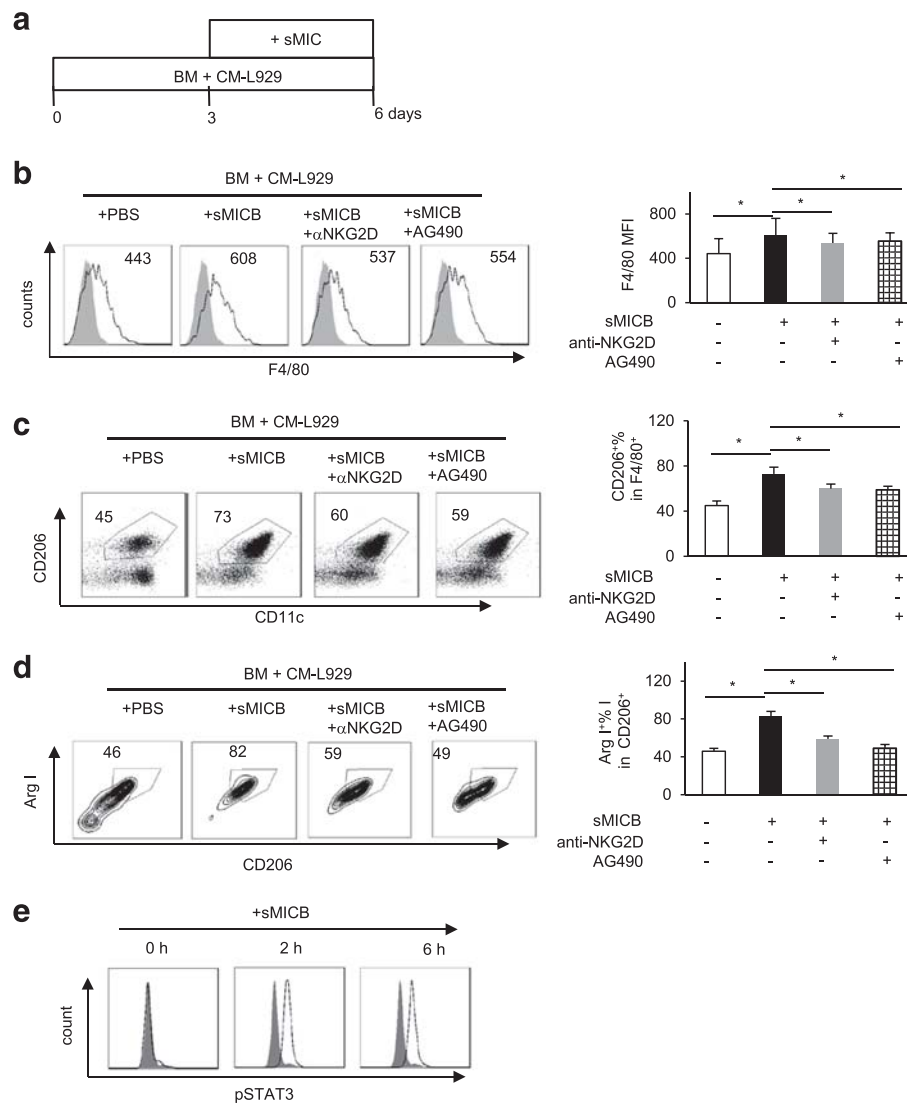 a
+ sMIC
BM + CM-L929
0 3 6 days
b
BM + CM-L929
+PBS +sMICB +sMICB +αNKG2D +sMICB +AG490
443 608 537 554
counts
F4/80
F4/80 MFI
800
400
0
* * *
sMICB - + + +
anti-NKG2D - - + -
AG490 - - - +
c
BM + CM-L929
+PBS +sMICB +sMICB +αNKG2D +sMICB +AG490
45 73 60 59
CD206
CD11c
CD206⁺%
in F4/80⁺
120
80
40
0
* * *
sMICB - + + +
anti-NKG2D - - + -
AG490 - - - +
d
BM + CM-L929
+PBS +sMICB +sMICB +αNKG2D +sMICB +AG490
46 82 59 49
Arg I
CD206
Arg I⁺% I
in CD206⁺
120
80
40
0
* * *
sMICB - + + +
anti-NKG2D - - + -
AG490 - - - +
e
+sMICB
0 h 2 h 6 h
count
pSTAT3